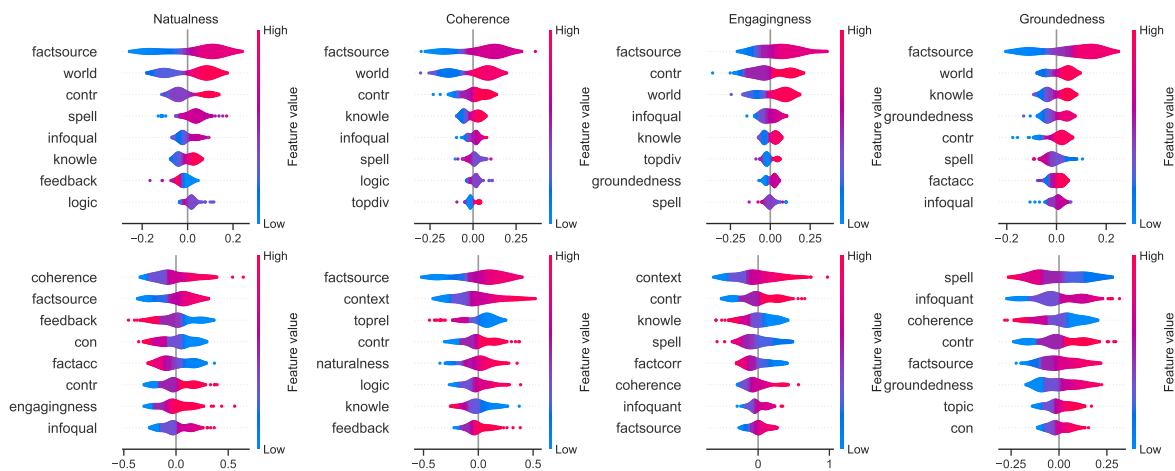 Natualness
High
factsource
world
contr
spell
infoqual
knowle
feedback
logic
Feature value
Low
−0.2 0.0 0.2
Coherence
High
factsource
world
contr
knowle
infoqual
spell
logic
topdiv
Feature value
Low
−0.25 0.00 0.25
Engagingness
High
factsource
contr
world
infoqual
knowle
topdiv
groundedness
spell
Feature value
Low
−0.25 0.00 0.25
Groundedness
High
factsource
world
knowle
groundedness
contr
spell
factacc
infoqual
Feature value
Low
−0.2 0.0 0.2
High
coherence
factsource
feedback
con
factacc
contr
engagingness
infoqual
Feature value
Low
−0.5 0.0 0.5
High
factsource
context
toprel
contr
naturalness
logic
knowle
feedback
Feature value
Low
−0.5 0.0 0.5
High
context
contr
knowle
spell
factcorr
coherence
infoquant
factsource
Feature value
Low
0 1
High
spell
infoquant
coherence
contr
factsource
groundedness
topic
con
Feature value
Low
−0.25 0.00 0.25